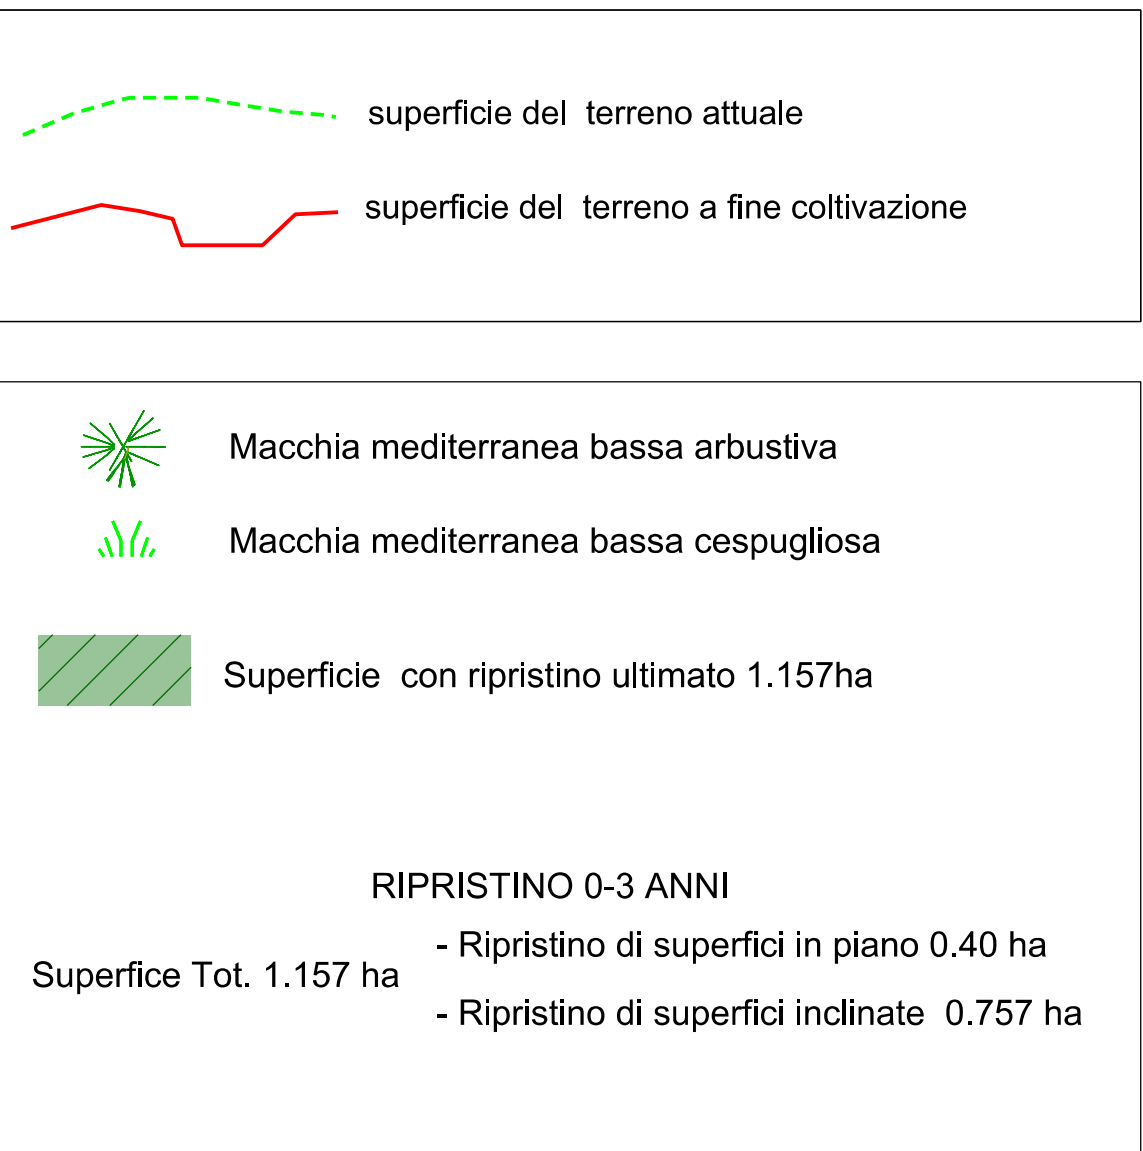 superficie del terreno attuale
superficie del terreno a fine coltivazione
Macchia mediterranea bassa arbustiva
Macchia mediterranea bassa cespugliosa
Superficie con ripristino ultimato 1.157ha
RIPRISTINO 0-3 ANNI
- Ripristino di superfici in piano 0.40 ha
Superfice Tot. 1.157 ha
- Ripristino di superfici inclinate 0.757 ha